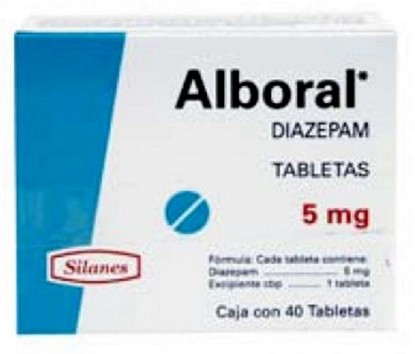 Alboral*
DIAZEPAM
TABLETAS
5 mg
Silanes
Fórmula: Cada tableta contiene:
Diazepam ............... 5 mg
Excipiente cbp ........... 1 tableta
Caja con 40 Tabletas